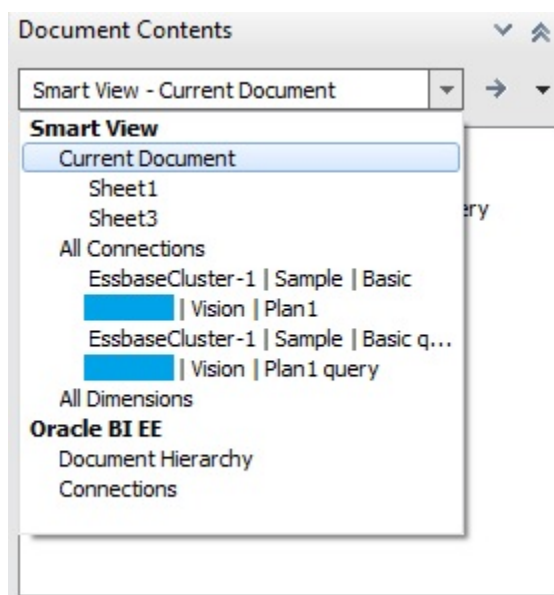 Document Contents
Smart View - Current Document
Smart View
Current Document
Sheet1
Sheet3
ery
All Connections
EssbaseCluster-1 | Sample | Basic
| Vision | Plan1
EssbaseCluster-1 | Sample | Basic q...
| Vision | Plan1 query
All Dimensions
Oracle BI EE
Document Hierarchy
Connections